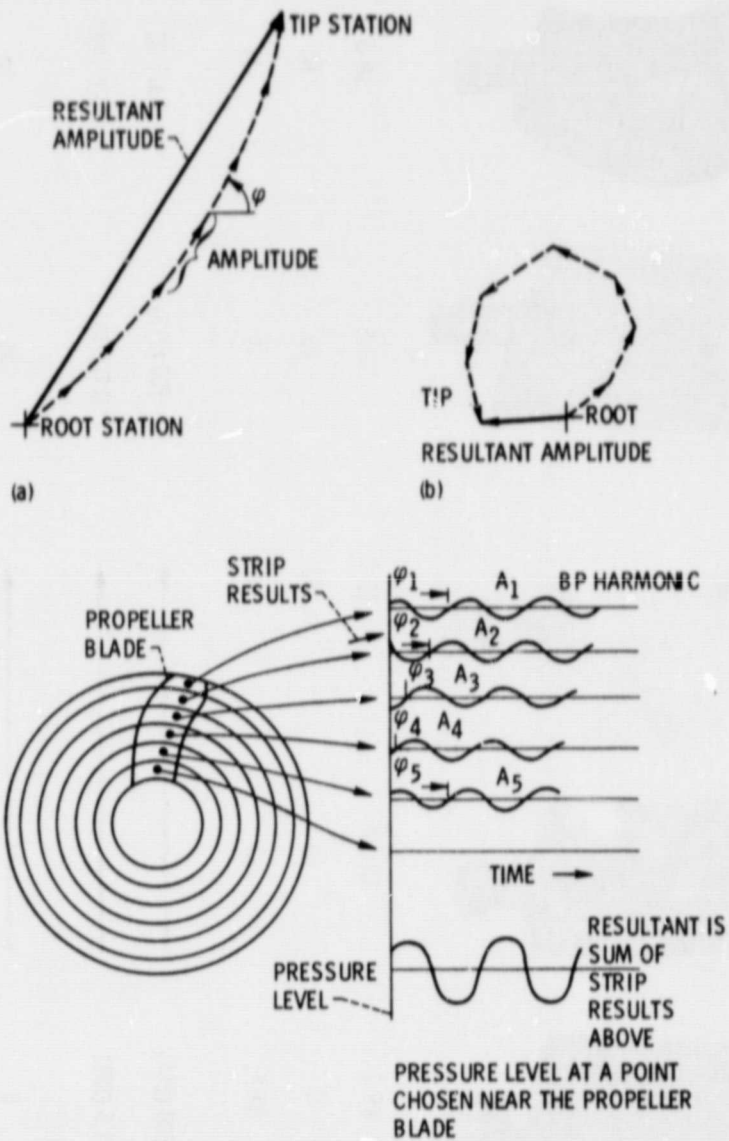 TIP STATION
RESULTANT
AMPLITUDE
φ
AMPLITUDE
ROOT STATION
(a)
TIP
ROOT
RESULTANT AMPLITUDE
(b)
STRIP
RESULTS
PROPELLER
BLADE
φ1 A1 BP HARMONIC
φ2 A2
φ3 A3
φ4 A4
φ5 A5
TIME
PRESSURE
LEVEL
RESULTANT IS
SUM OF
STRIP
RESULTS
ABOVE
PRESSURE LEVEL AT A POINT
CHOSEN NEAR THE PROPELLER
BLADE